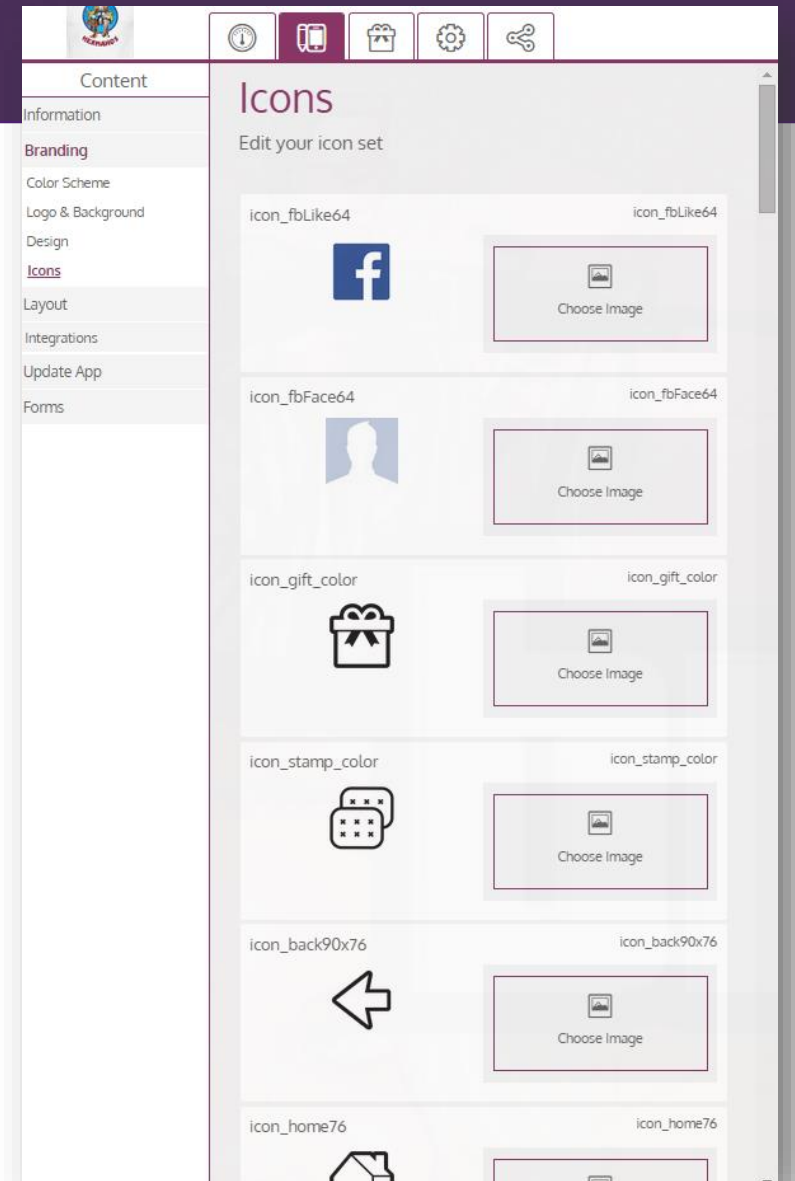 HERMANOS
Content
Information
Branding
Color Scheme
Logo & Background
Design
Icons
Layout
Integrations
Update App
Forms
Icons
Edit your icon set
icon_fbLike64
icon_fbLike64
Choose Image
icon_fbFace64
icon_fbFace64
Choose Image
icon_gift_color
icon_gift_color
Choose Image
icon_stamp_color
icon_stamp_color
Choose Image
icon_back90x76
icon_back90x76
Choose Image
icon_home76
icon_home76